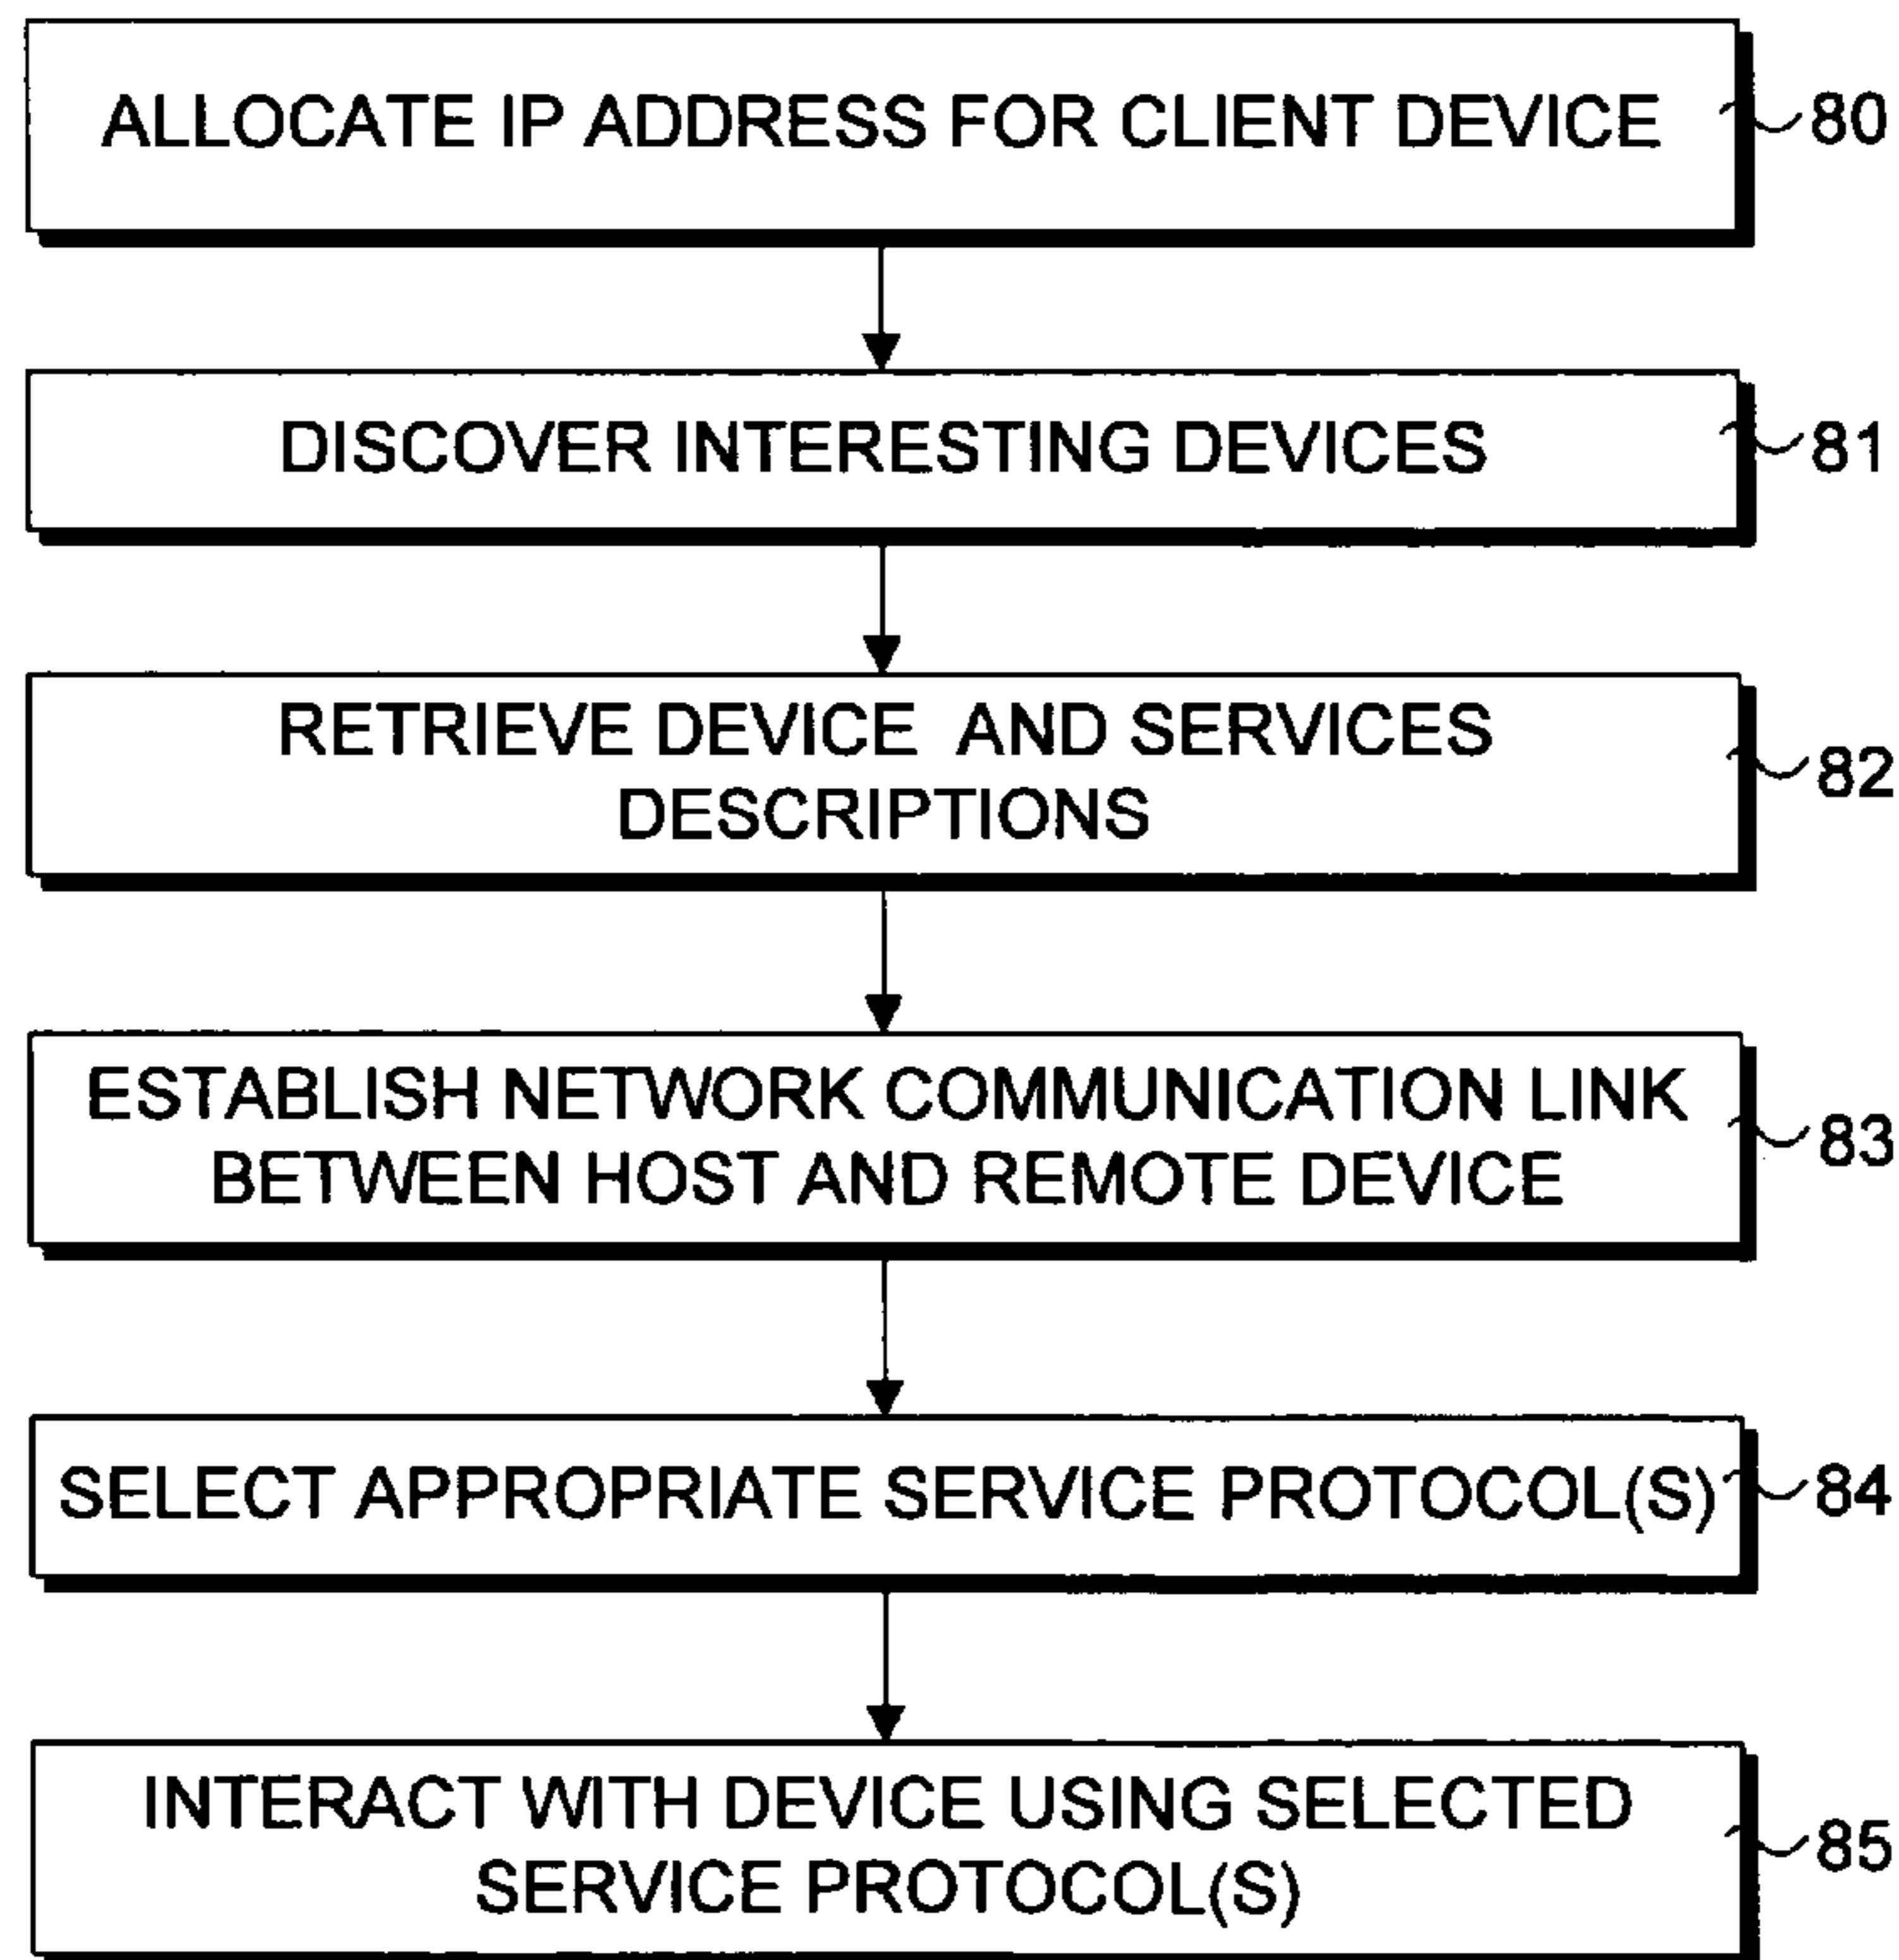 ALLOCATE IP ADDRESS FOR CLIENT DEVICE
80
DISCOVER INTERESTING DEVICES
81
RETRIEVE DEVICE AND SERVICES
DESCRIPTIONS
82
ESTABLISH NETWORK COMMUNICATION LINK
BETWEEN HOST AND REMOTE DEVICE
83
SELECT APPROPRIATE SERVICE PROTOCOL(S)
84
INTERACT WITH DEVICE USING SELECTED
SERVICE PROTOCOL(S)
85